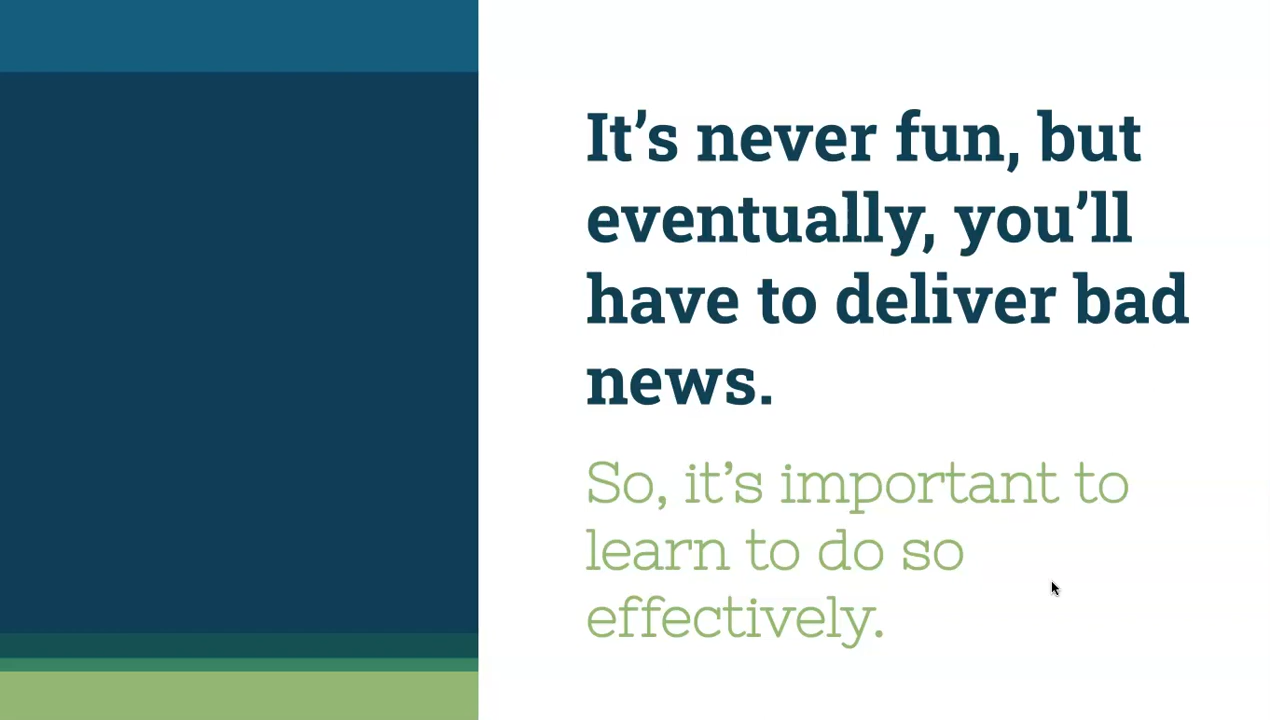 It’s never fun, but
eventually, you’ll
have to deliver bad
news.
So, it’s important to
learn to do so
effectively.